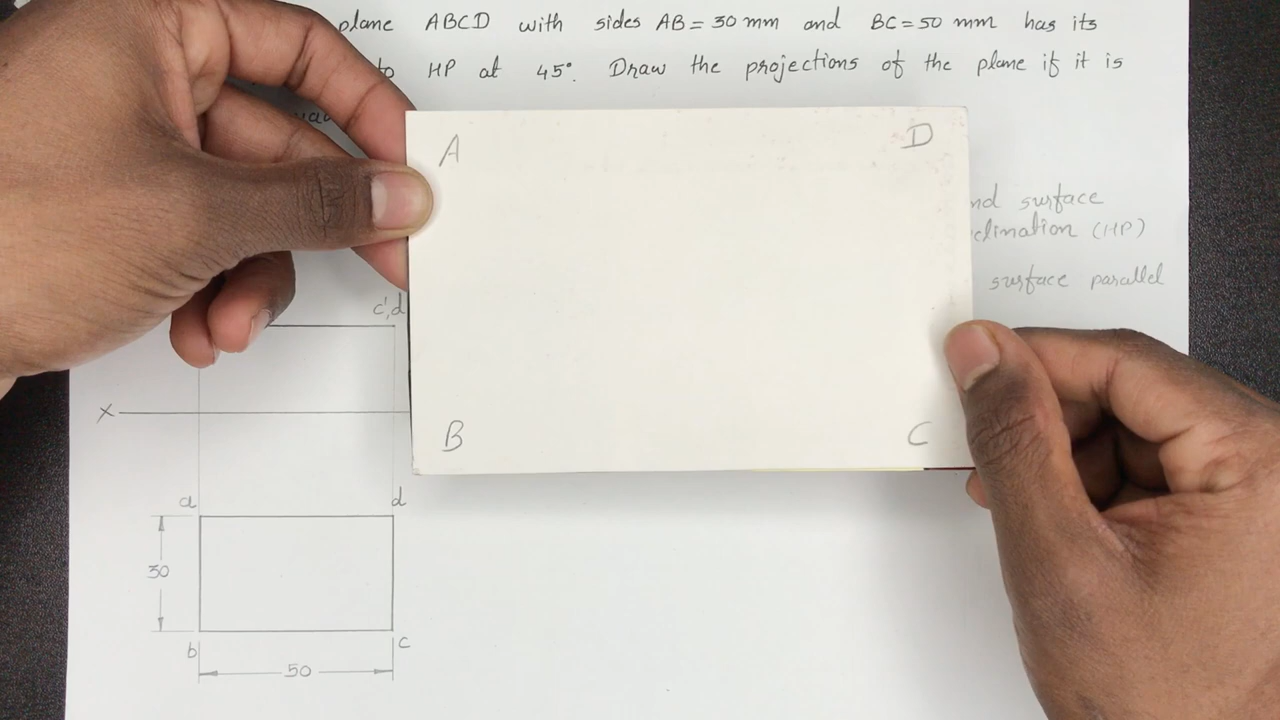 plane ABCD with sides AB = 30 mm and BC = 50 mm has its
to HP at 45°. Draw the projections of the plane if it is
A D
nd surface
clination (HP)
surface parallel
c',d
X
B C
a d
30
b c
50